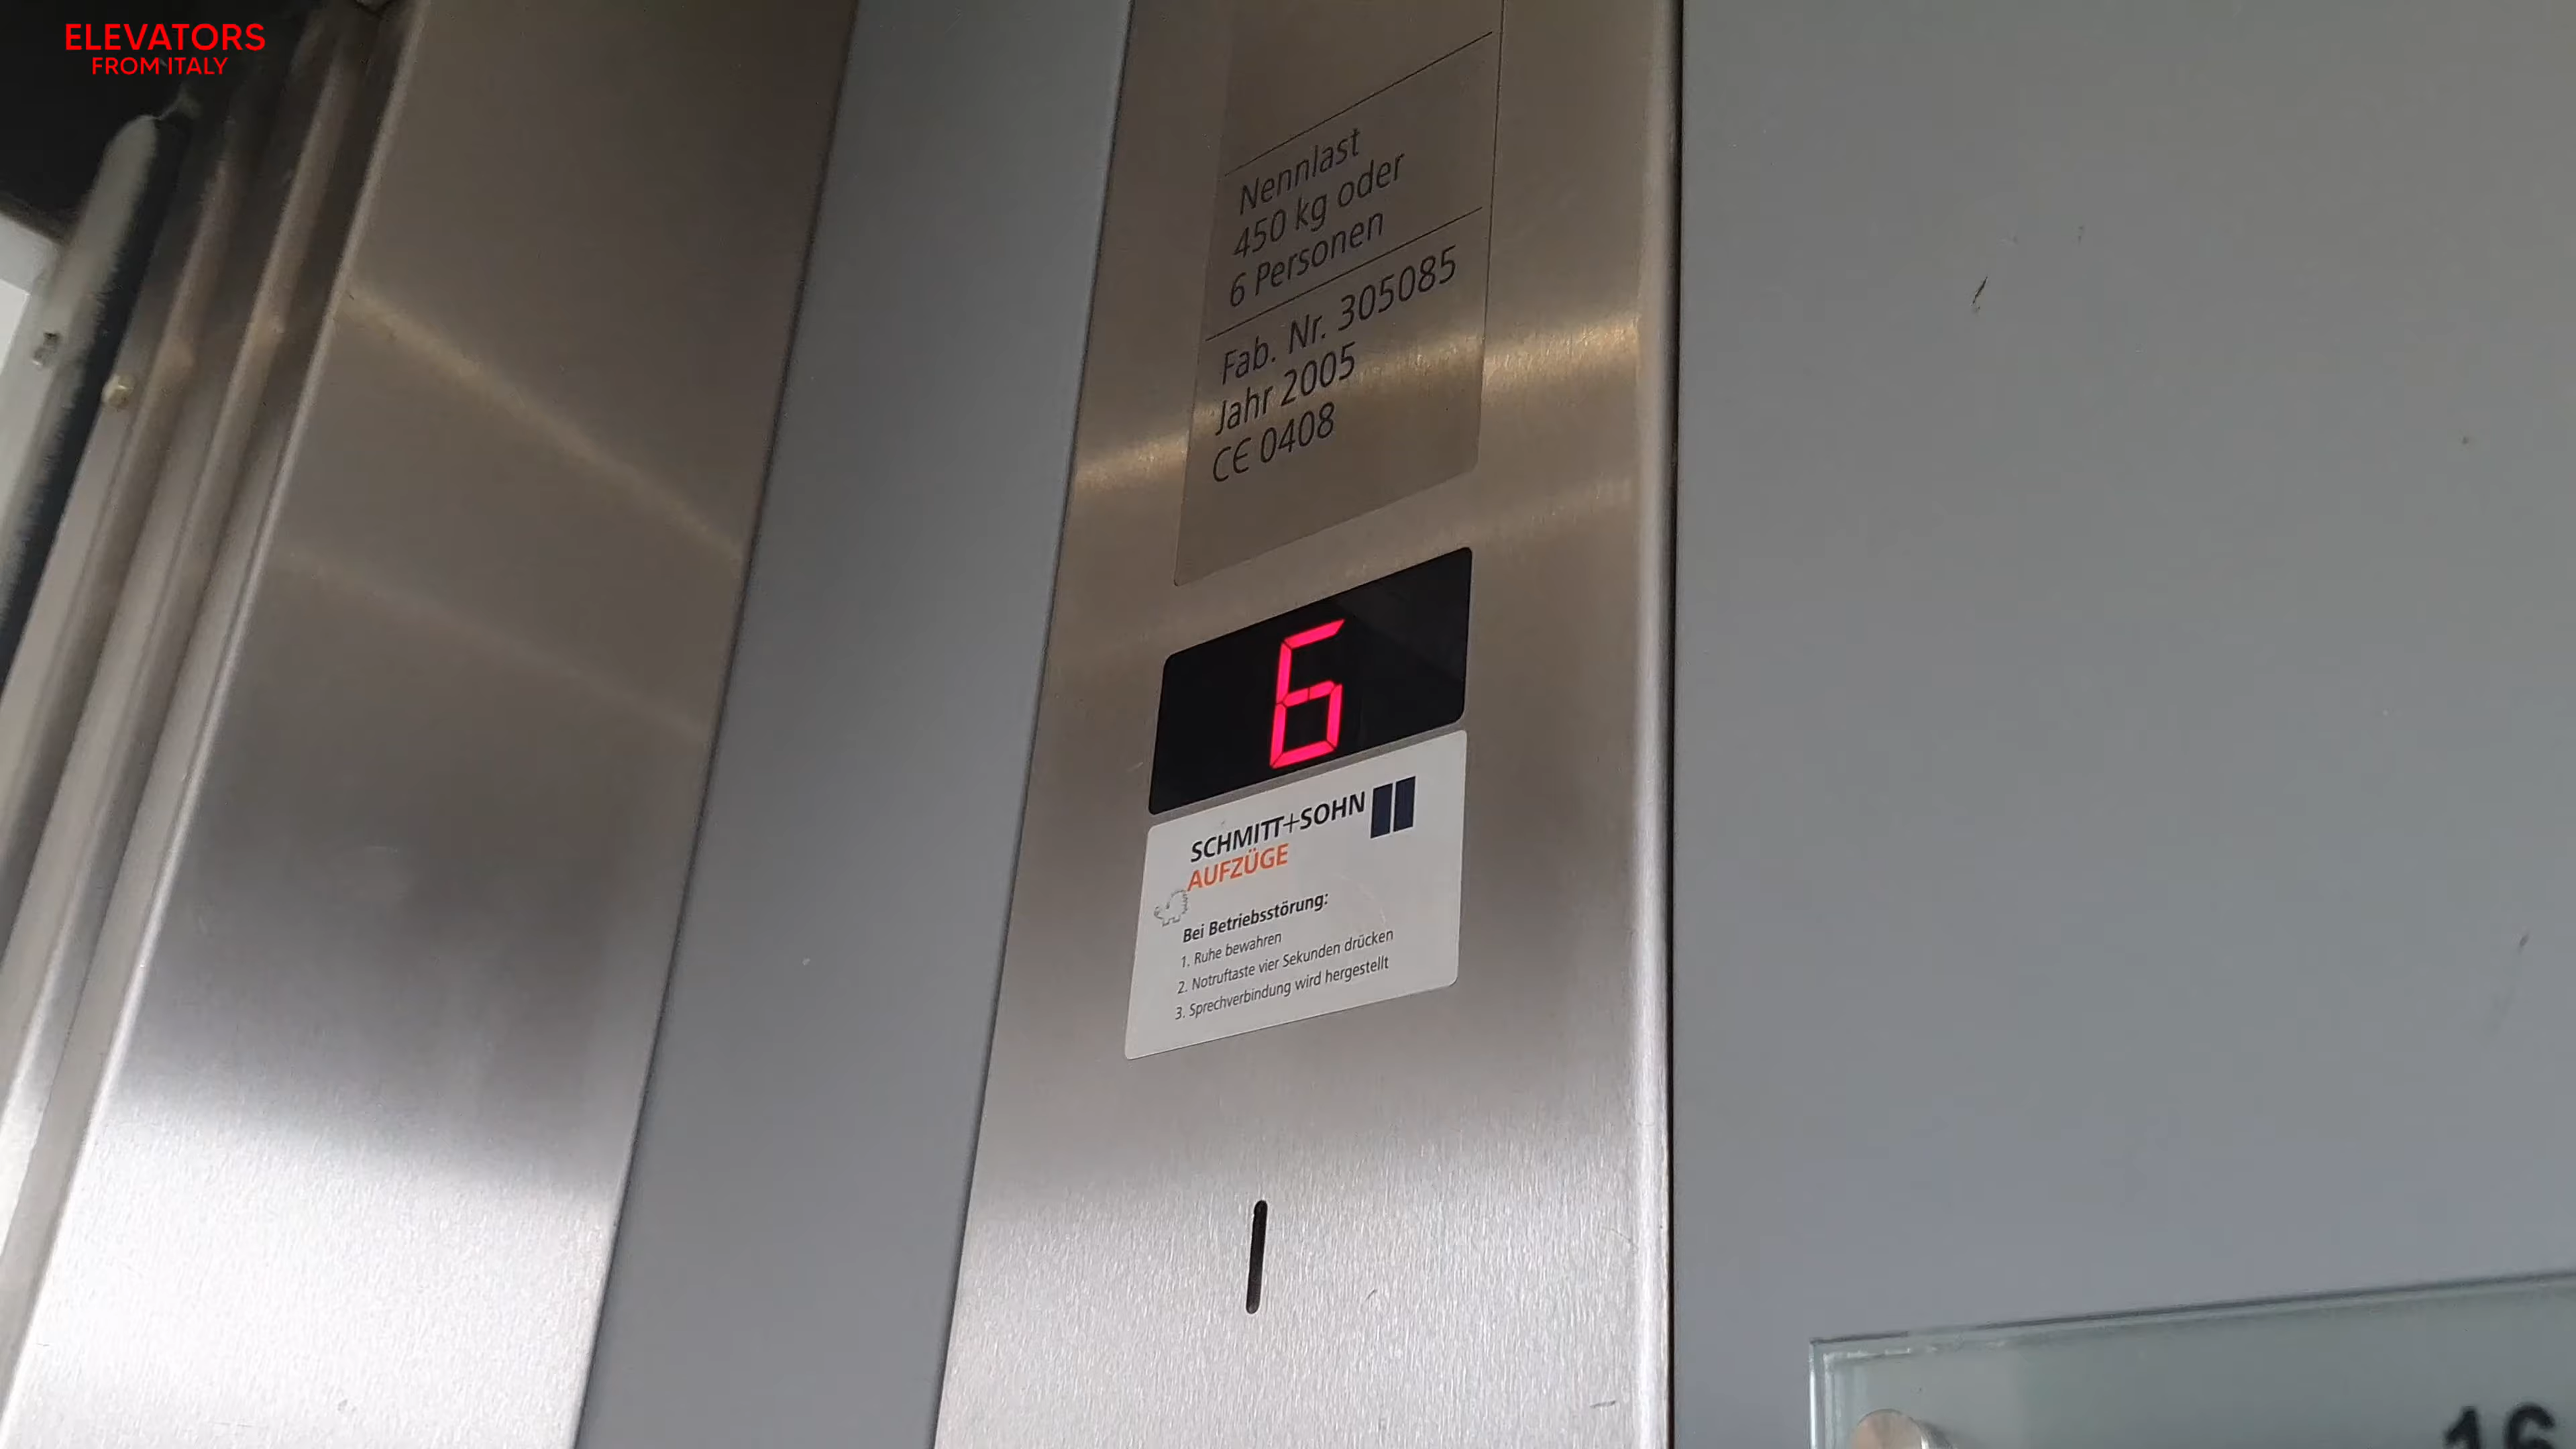 ELEVATORS
FROM ITALY
Nennlast
450 kg oder
6 Personen
Fab. Nr. 305085
Jahr 2005
CE 0408
6
SCHMITT+SOHN
AUFZÜGE
Bei Betriebsstörung:
1. Ruhe bewahren
2. Notruftaste vier Sekunden drücken
3. Sprechverbindung wird hergestellt
16